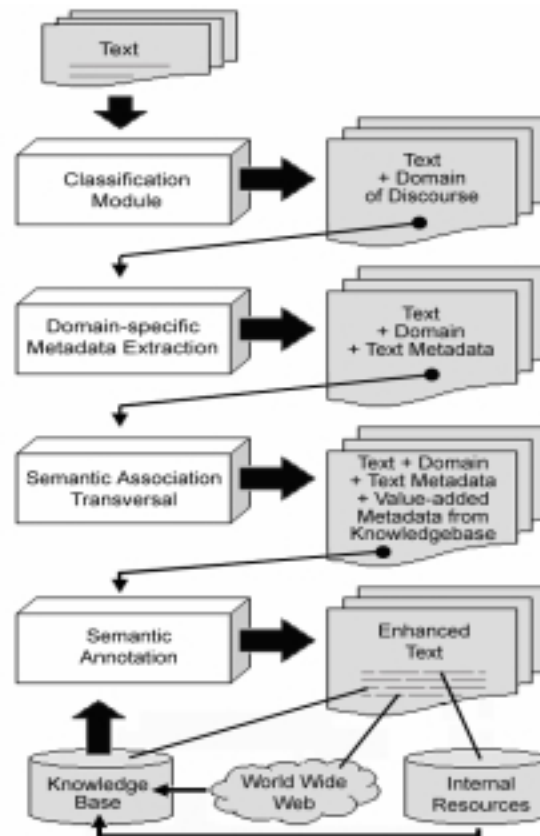 Text
Classification
Module
Text
+ Domain
of Discourse
Domain-specific
Metadata Extraction
Text
+ Domain
+ Text Metadata
Semantic Association
Transversal
Text + Domain
+ Text Metadata
+ Value-added
Metadata from
Knowledgebase
Semantic
Annotation
Enhanced
Text
Knowledge
Base
World Wide
Web
Internal
Resources